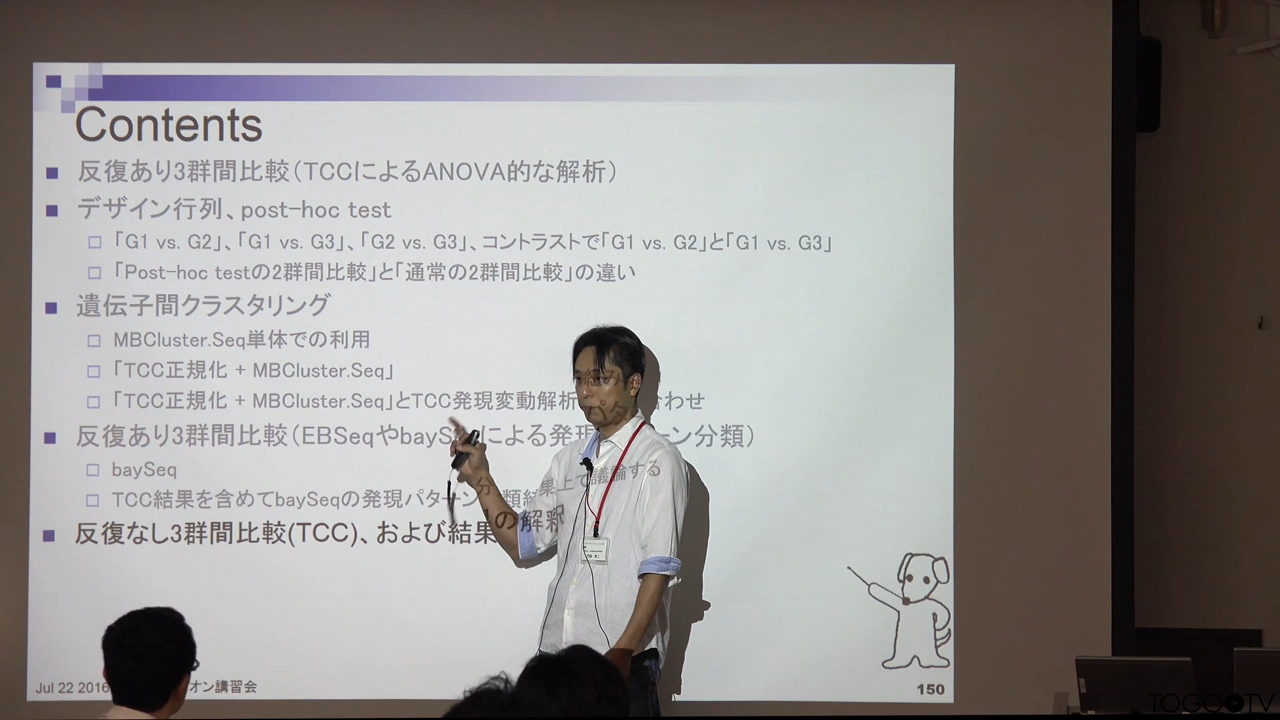 Contents
反復あり3群間比較(TCCによるANOVA的な解析)
デザイン行列、post-hoc test
「G1 vs. G2」、「G1 vs. G3」、「G2 vs. G3」、コントラストで「G1 vs. G2」と「G1 vs. G3」
「Post-hoc testの2群間比較」と「通常の2群間比較」の違い
遺伝子間クラスタリング
MBCluster.Seq単体での利用
「TCC正規化 + MBCluster.Seq」
「TCC正規化 + MBCluster.Seq」とTCC発現変動解析 合わせ
反復あり3群間比較(EBSeqやbaySeqによる発現パターン分類)
baySeq
TCC結果を含めてbaySeqの発現パターン分類結果上で議論する
反復なし3群間比較(TCC)、および結果の解釈
Jul 22 2016 オン講習会
150
TOGOTV